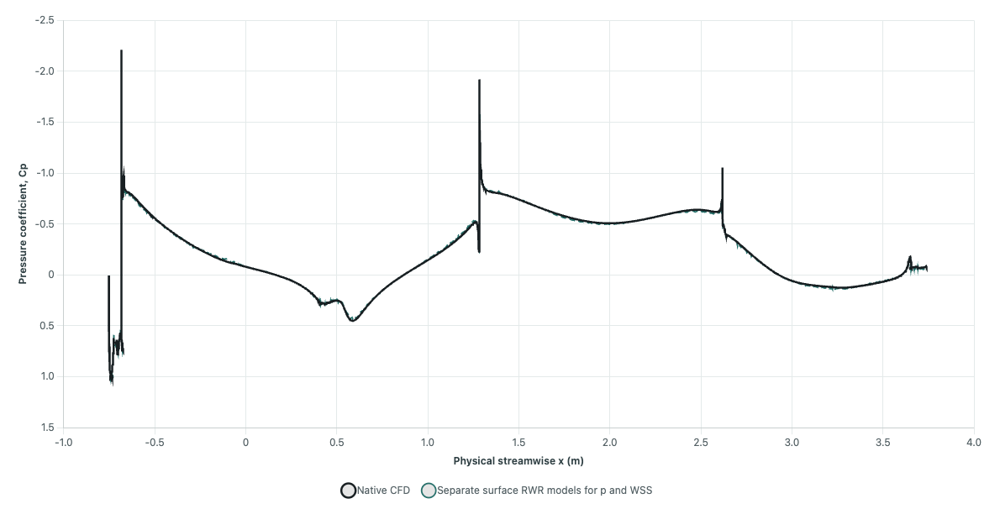 -2.5
-2.0
-1.5
-1.0
-0.5
0
0.5
1.0
1.5
Pressure coefficient, Cp
-1.0 -0.5 0 0.5 1.0 1.5 2.0 2.5 3.0 3.5 4.0
Physical streamwise x (m)
Native CFD Separate surface RWR models for p and WSS